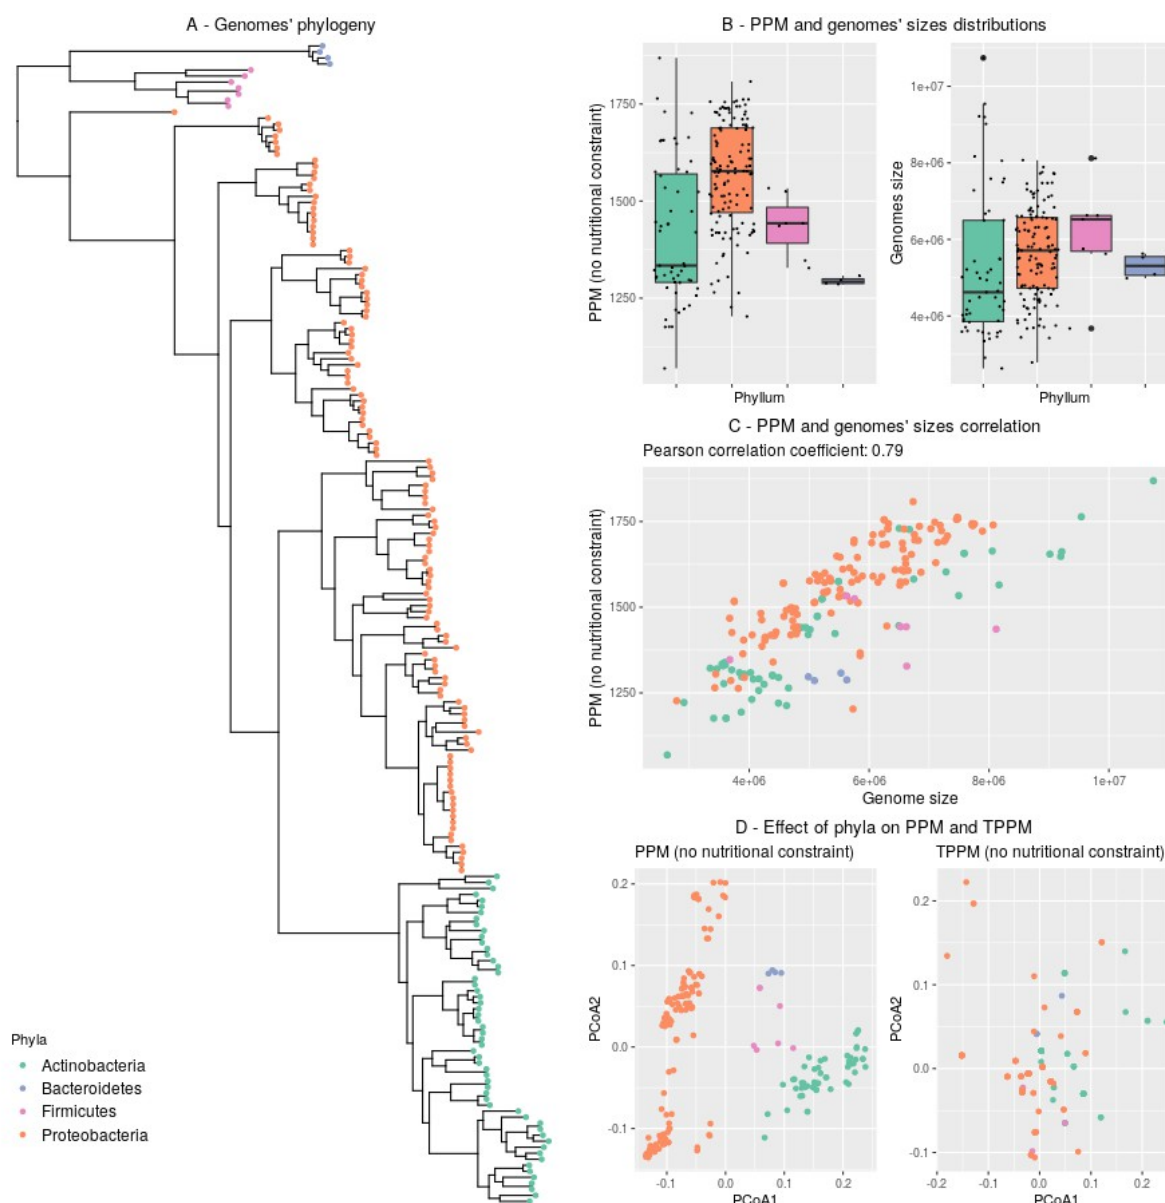 A - Genomes' phylogeny
Phyla
Actinobacteria
Bacteroidetes
Firmicutes
Proteobacteria
B - PPM and genomes' sizes distributions
PPM (no nutritional constraint)
1750
1500
1250
Phyllum
Genomes size
1e+07
8e+06
6e+06
4e+06
Phyllum
C - PPM and genomes' sizes correlation
Pearson correlation coefficient: 0.79
PPM (no nutritional constraint)
1750
1500
1250
4e+06 6e+06 8e+06 1e+07
Genome size
D - Effect of phyla on PPM and TPPM
PPM (no nutritional constraint)
PCoA2
0.2
0.1
0.0
-0.1
-0.1 0.0 0.1 0.2
PCoA1
TPPM (no nutritional constraint)
PCoA2
0.2
0.1
0.0
-0.1
-0.2 -0.1 0.0 0.1 0.2
PCoA1